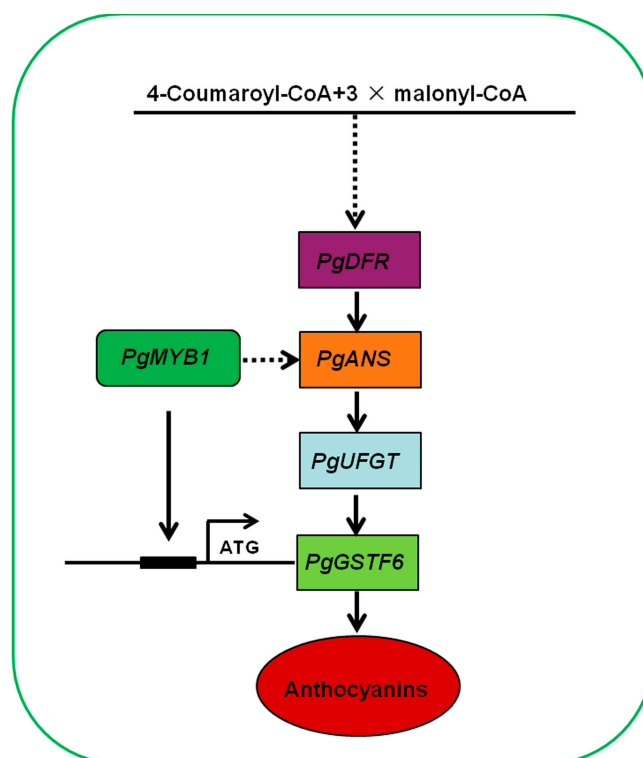 4-Coumaroyl-CoA+3 × malonyl-CoA
PgDFR
PgMYB1
PgANS
PgUFGT
ATG
PgGSTF6
Anthocyanins